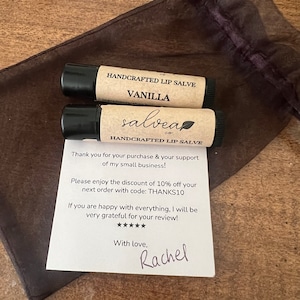 HANDCRAFTED LIP SALVE
VANILLA
salvea
HANDCRAFTED LIP SALVE
Thank you for your purchase & your support
of my small business!
Please enjoy the discount of 10% off your
next order with code: THANKS10
If you are happy with everything, I will be
very grateful for your review!
★★★★★
With love,
Rachel